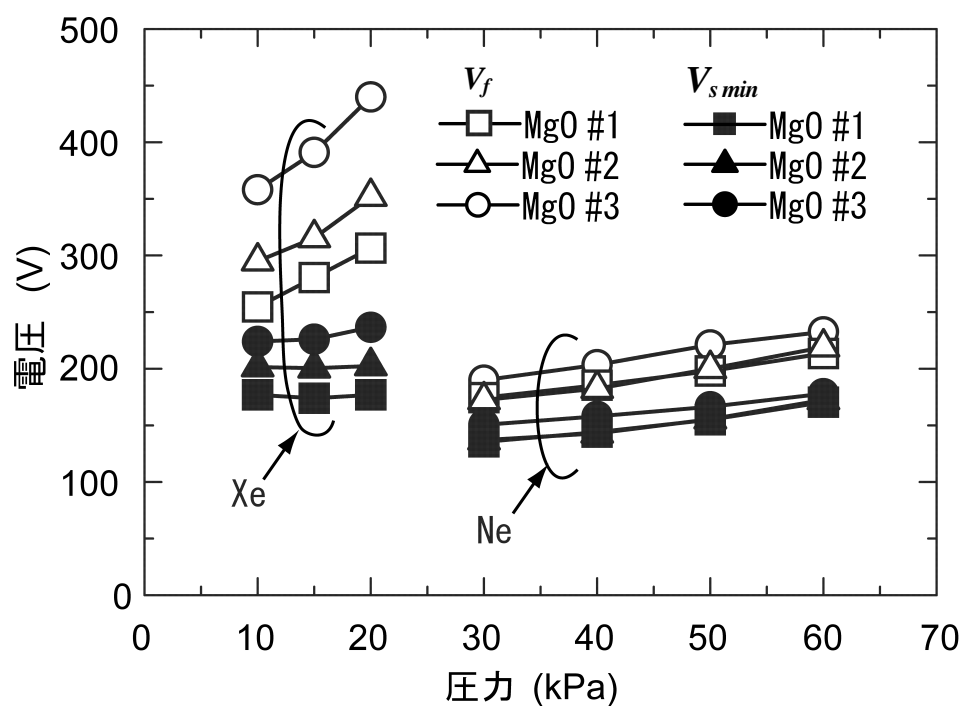 500
400
300
200
100
0
電圧 (V)
V_f
MgO #1
MgO #2
MgO #3
V_s min
MgO #1
MgO #2
MgO #3
Xe
Ne
0 10 20 30 40 50 60 70
圧力 (kPa)